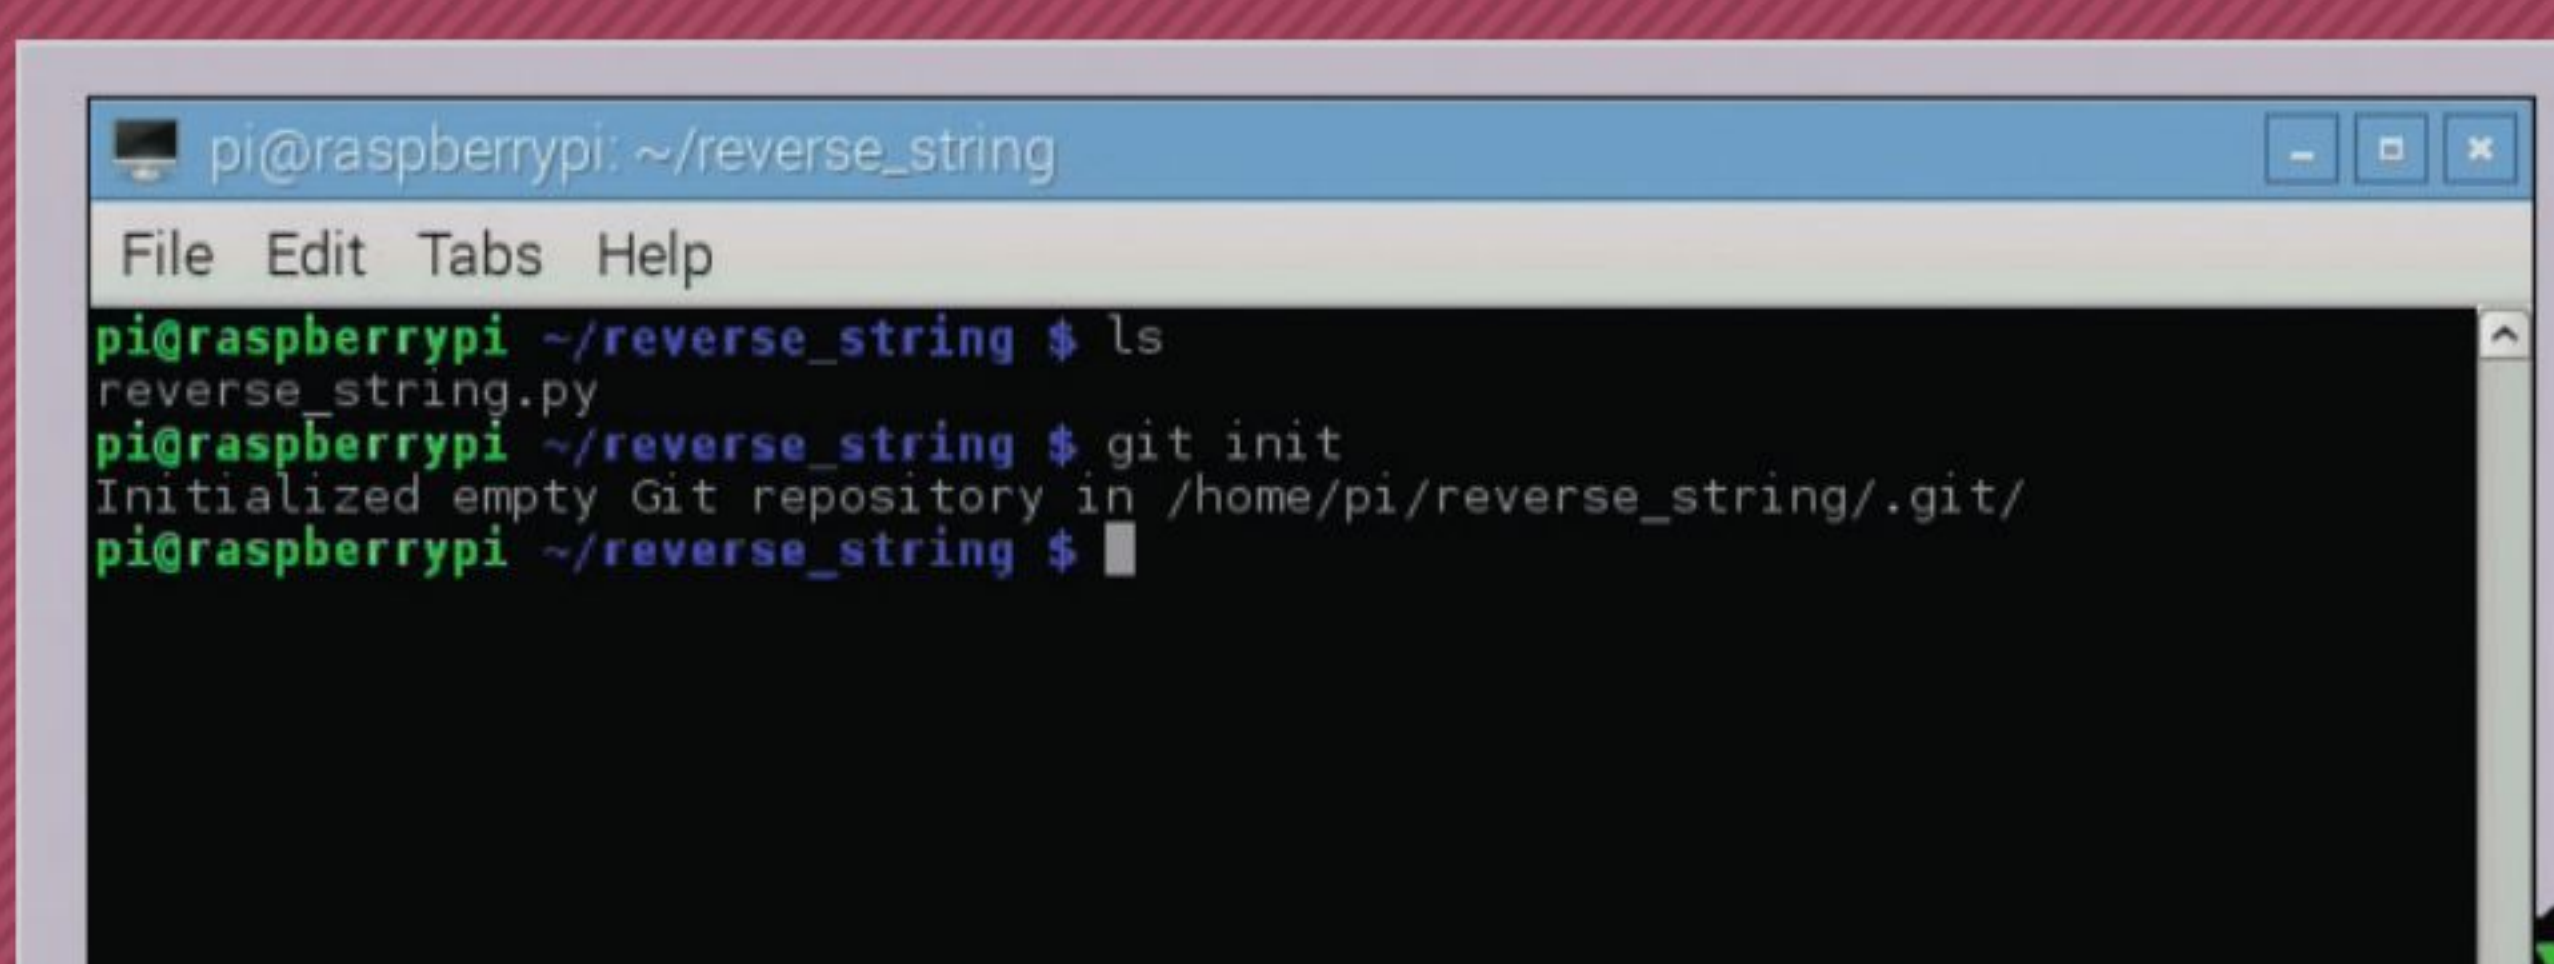 pi@raspberrypi: ~/reverse_string
File Edit Tabs Help
pi@raspberrypi ~/reverse_string $ ls
reverse_string.py
pi@raspberrypi ~/reverse_string $ git init
Initialized empty Git repository in /home/pi/reverse_string/.git/
pi@raspberrypi ~/reverse_string $